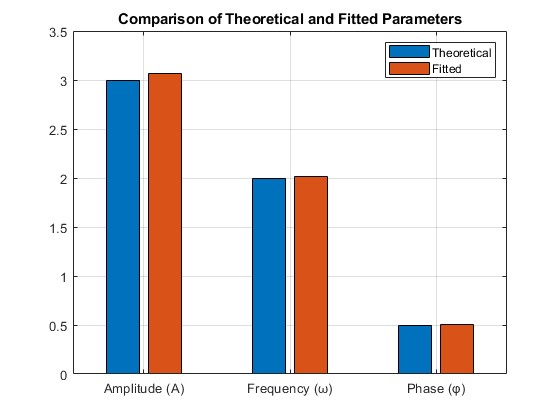 Comparison of Theoretical and Fitted Parameters
3.5
3
2.5
2
1.5
1
0.5
0
Theoretical
Fitted
Amplitude (A)
Frequency (ω)
Phase (φ)